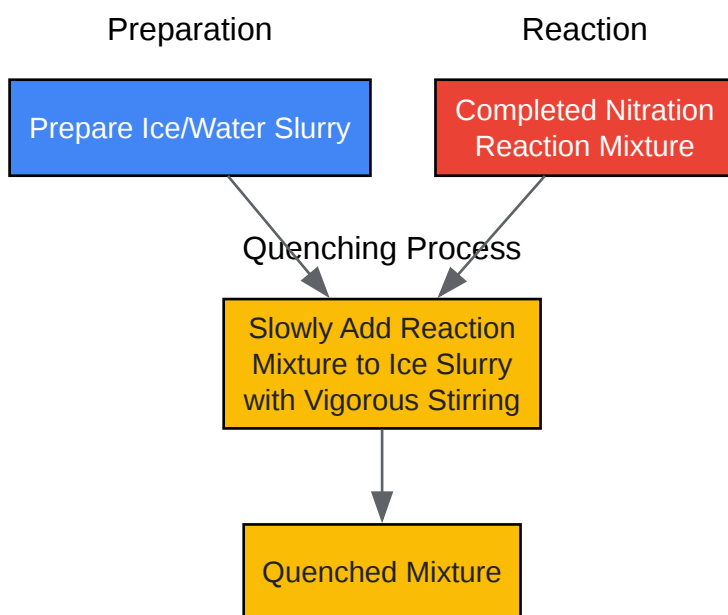 Preparation
Reaction
Prepare Ice/Water Slurry
Completed Nitration
Reaction Mixture
Quenching Process
Slowly Add Reaction
Mixture to Ice Slurry
with Vigorous Stirring
Quenched Mixture